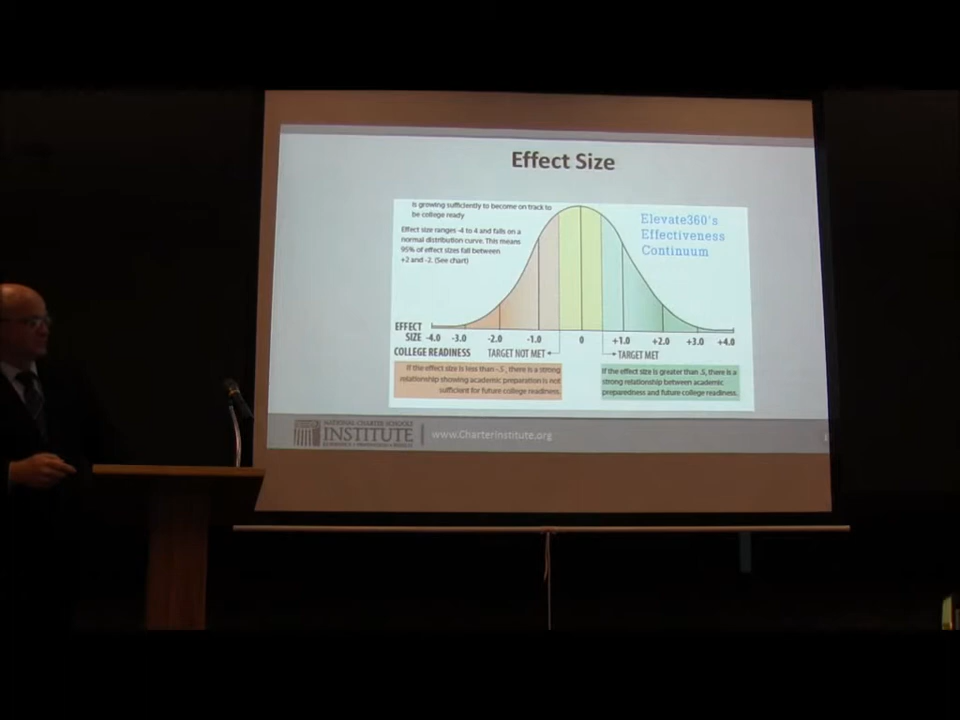 Effect Size
is growing sufficiently to become on track to
be college ready
Effect size ranges -4 to 4 and falls on a
normal distribution curve. This means
95% of effect sizes fall between
+2 and -2. (See chart)
Elevate360's
Effectiveness
Continuum
EFFECT
SIZE -4.0 -3.0 -2.0 -1.0 0 +1.0 +2.0 +3.0 +4.0
COLLEGE READINESS TARGET NOT MET TARGET MET
If the effect size is less than -.5, there is a strong
relationship showing academic preparation is not
sufficient for future college readiness.
If the effect size is greater than .5, there is a
strong relationship between academic
preparedness and future college readiness.
NATIONAL CHARTER SCHOOLS
INSTITUTE
www.CharterInstitute.org